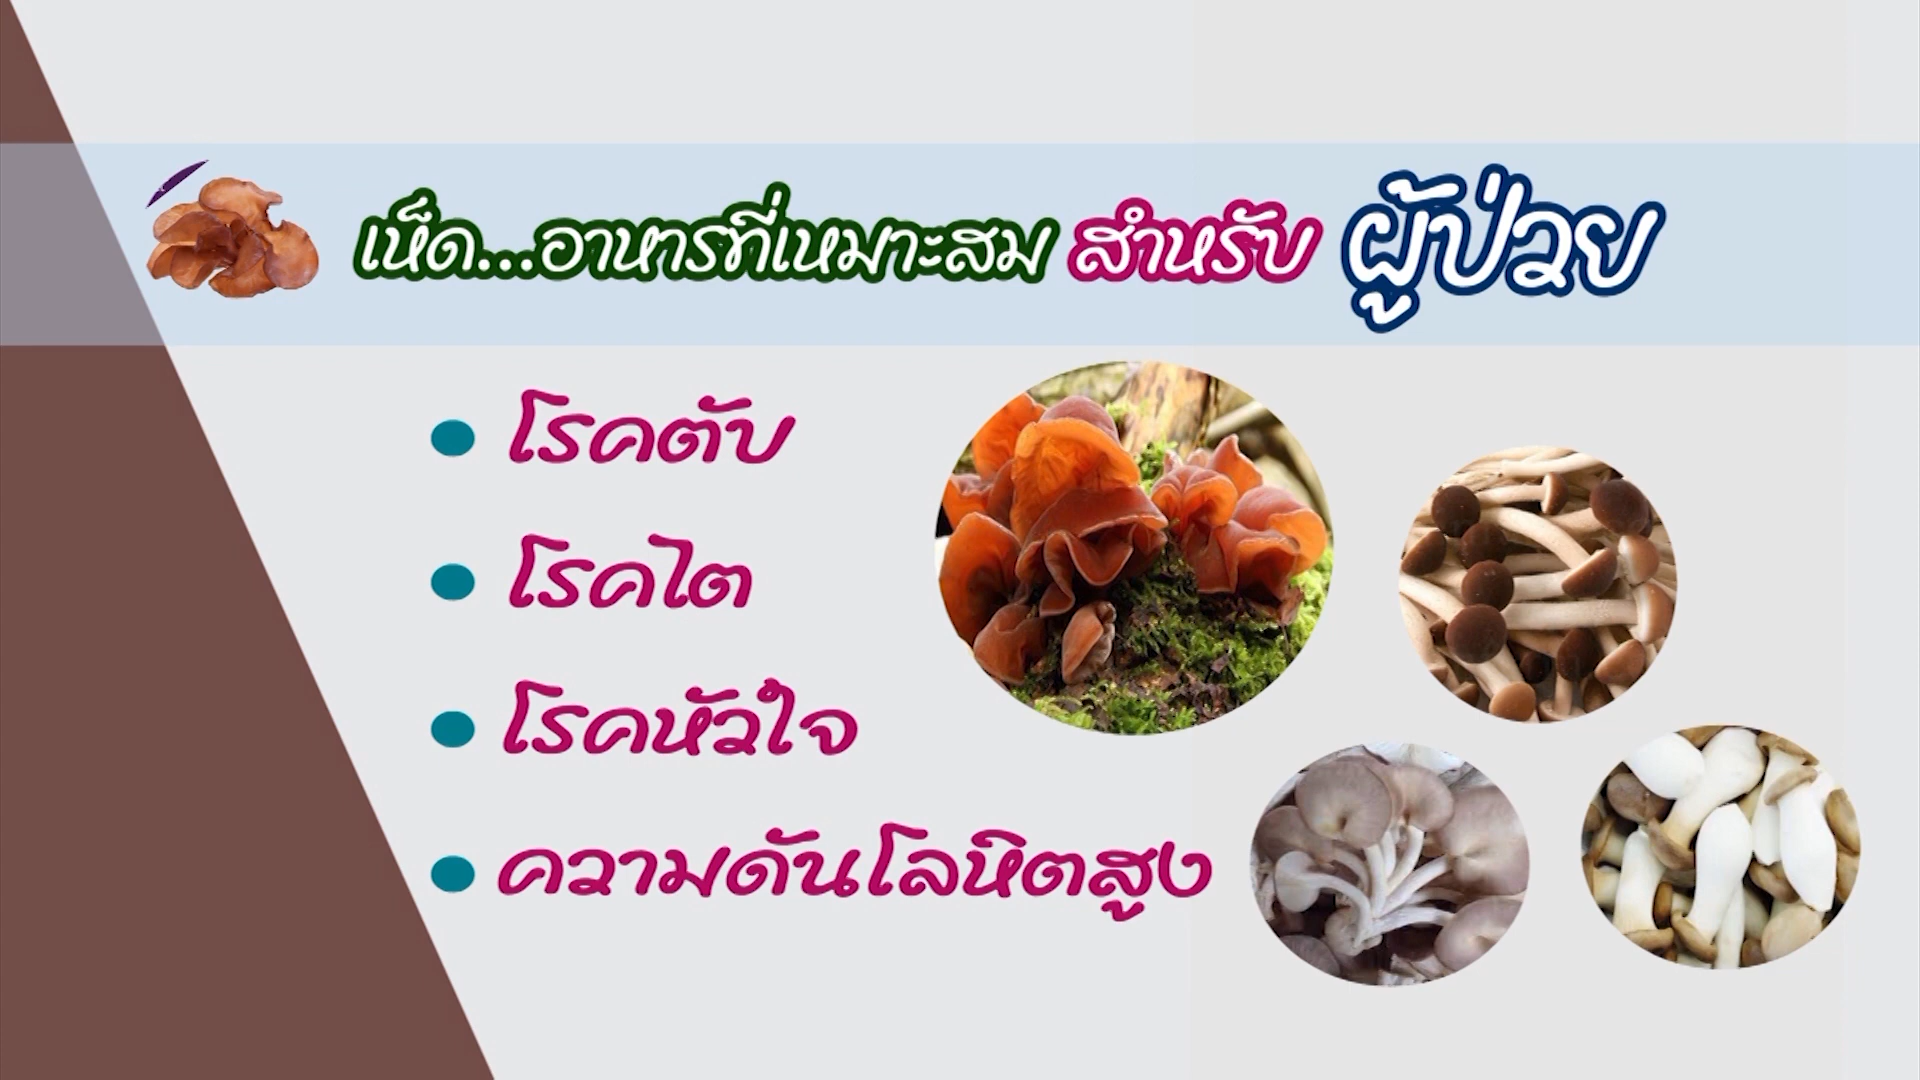 เห็ด...อาหารที่เหมาะสม สำหรับ ผู้ป่วย
โรคตับ
โรคไต
โรคหัวใจ
ความดันโลหิตสูง